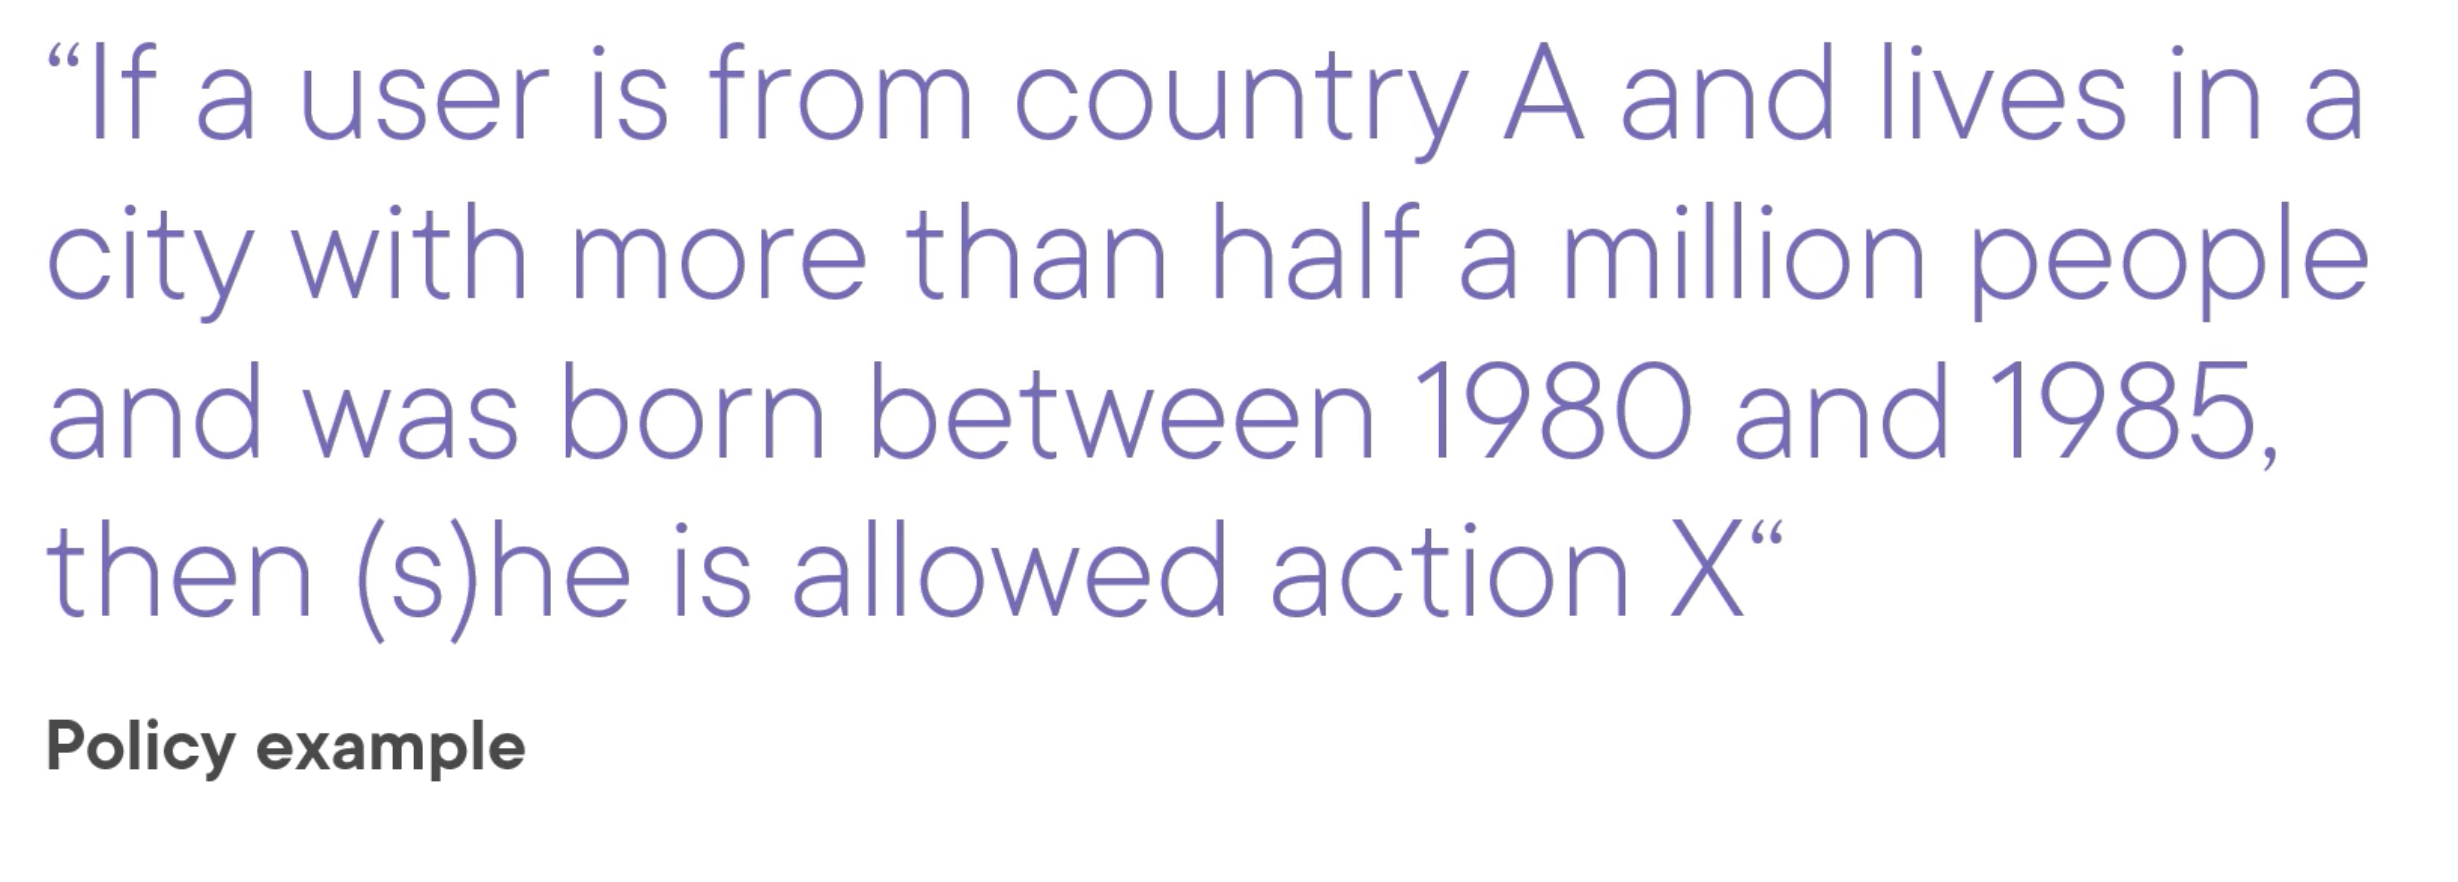 “If a user is from country A and lives in a
city with more than half a million people
and was born between 1980 and 1985,
then (s)he is allowed action X“
Policy example